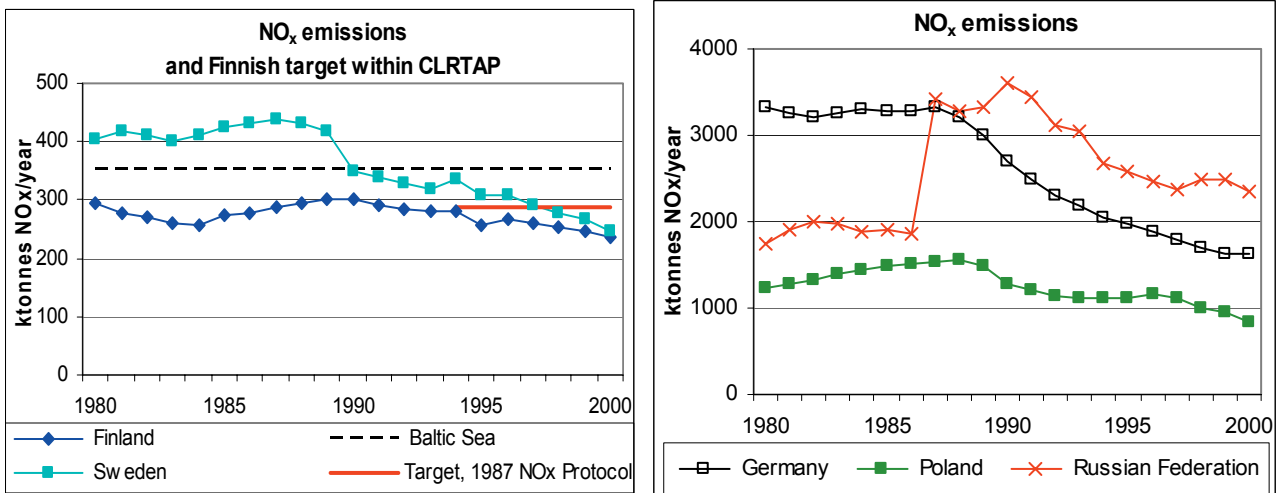 NOx emissions
and Finnish target within CLRTAP
ktonnes NOx/year
500
400
300
200
100
0
1980 1985 1990 1995 2000
Finland Baltic Sea
Sweden Target, 1987 NOx Protocol
NOx emissions
ktonnes NOx/year
4000
3000
2000
1000
0
1980 1985 1990 1995 2000
Germany Poland Russian Federation